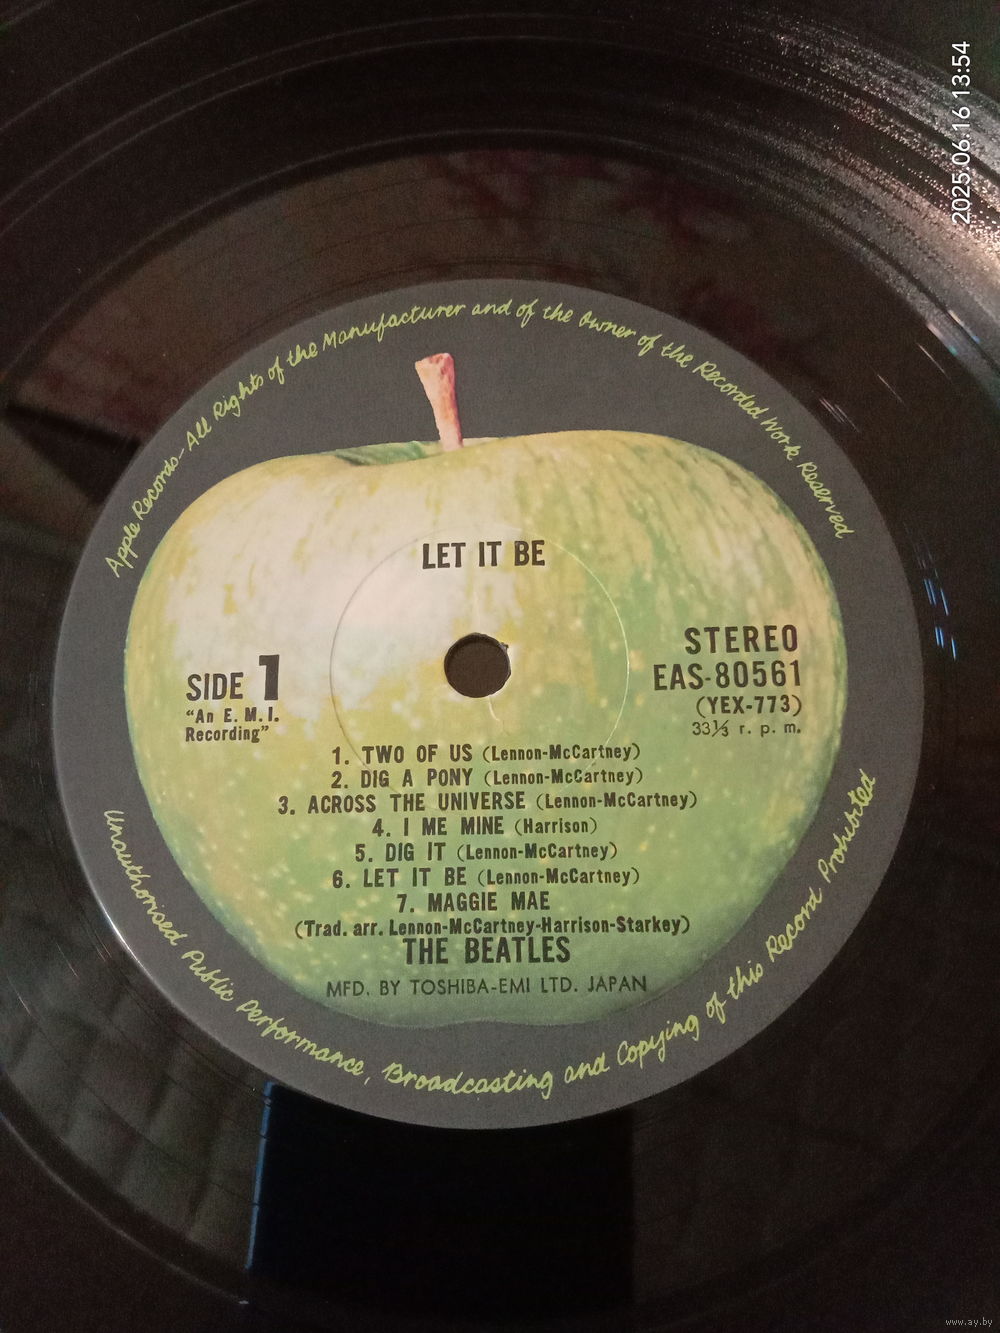 2025.06.16 13:54
Apple Records-All Rights of the Manufacturer and of the Owner of the Recorded Work Reserved
LET IT BE
STEREO
EAS-80561
(YEX-773)
33⅓ r. p. m.
SIDE 1
“An E. M. I.
Recording”
1. TWO OF US (Lennon-McCartney)
2. DIG A PONY (Lennon-McCartney)
3. ACROSS THE UNIVERSE (Lennon-McCartney)
4. I ME MINE (Harrison)
5. DIG IT (Lennon-McCartney)
6. LET IT BE (Lennon-McCartney)
7. MAGGIE MAE
(Trad. arr. Lennon-McCartney-Harrison-Starkey)
THE BEATLES
MFD. BY TOSHIBA-EMI LTD. JAPAN
Unauthorised Public Performance, Broadcasting and Copying of this Record Prohibited
www.ay.by